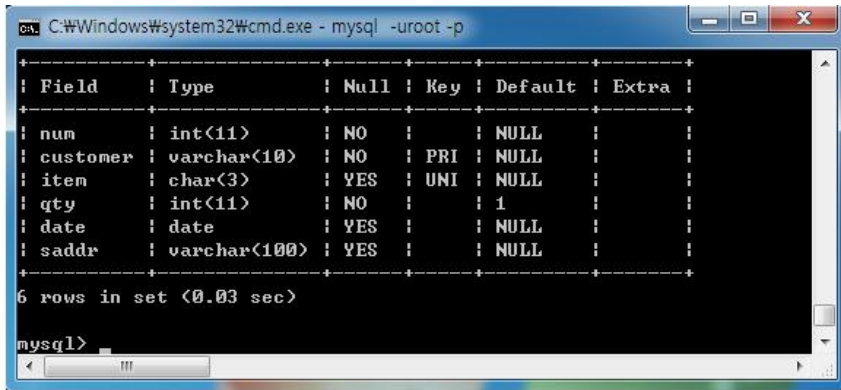 C:₩Windows₩system32₩cmd.exe - mysql -uroot -p
+----------+--------------+------+-----+---------+-------+
| Field    | Type         | Null | Key | Default | Extra |
+----------+--------------+------+-----+---------+-------+
| num      | int(11)      | NO   |     | NULL    |       |
| customer | varchar(10)  | NO   | PRI | NULL    |       |
| item     | char(3)      | YES  | UNI | NULL    |       |
| qty      | int(11)      | NO   |     | 1       |       |
| date     | date         | YES  |     | NULL    |       |
| saddr    | varchar(100) | YES  |     | NULL    |       |
+----------+--------------+------+-----+---------+-------+
6 rows in set (0.03 sec)
mysql> _